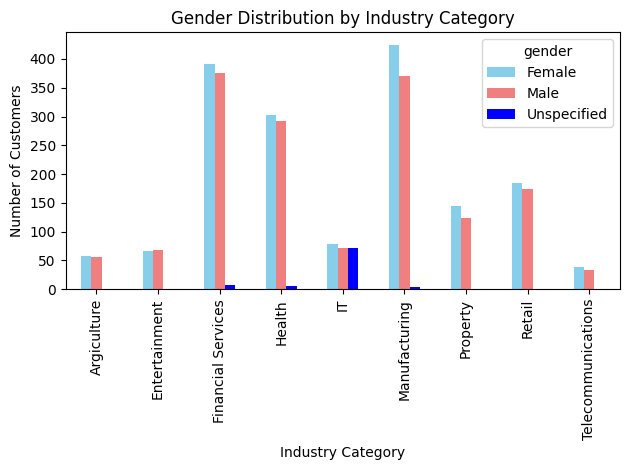 Gender Distribution by Industry Category
gender
Female
Male
Unspecified
Number of Customers
400
350
300
250
200
150
100
50
0
Argiculture
Entertainment
Financial Services
Health
IT
Manufacturing
Property
Retail
Telecommunications
Industry Category